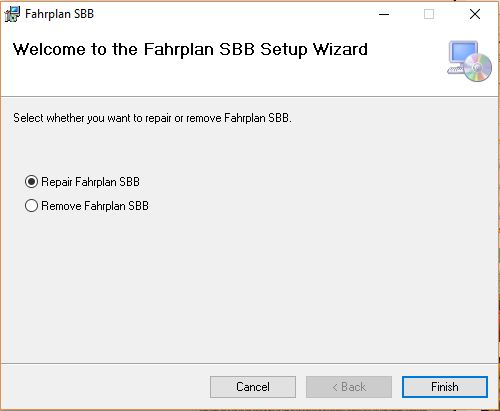 Fahrplan SBB
Welcome to the Fahrplan SBB Setup Wizard
Select whether you want to repair or remove Fahrplan SBB.
Repair Fahrplan SBB
Remove Fahrplan SBB
Cancel
< Back
Finish